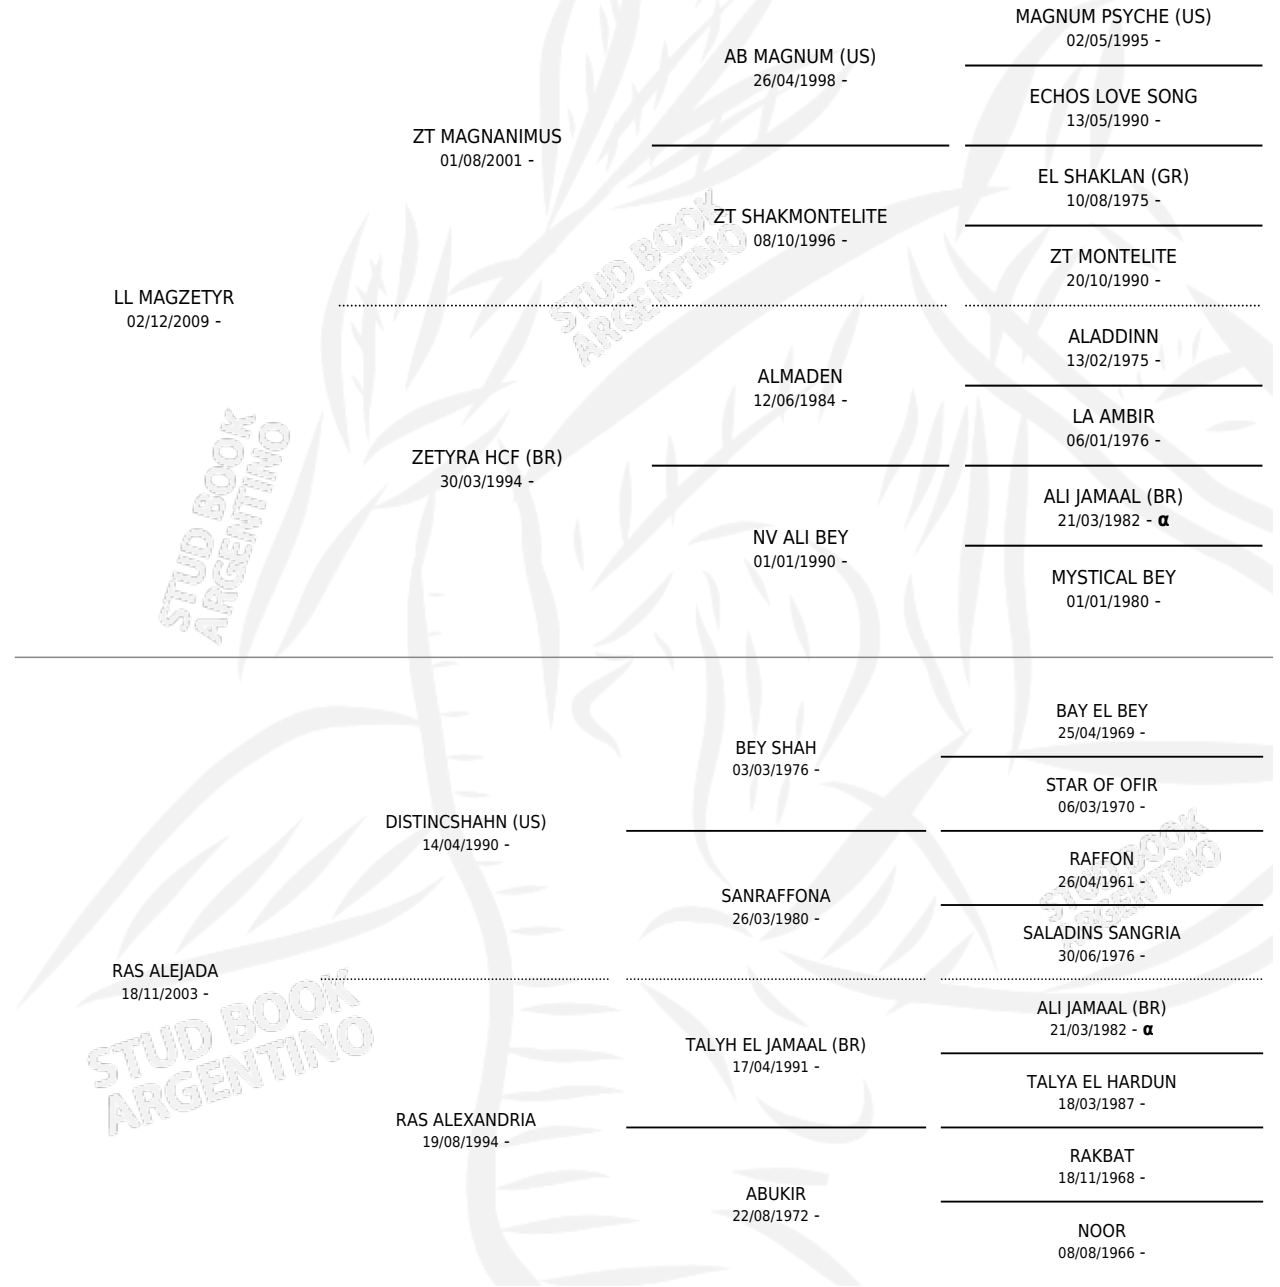 MAGNUM PSYCHE (US)
02/05/1995 -
AB MAGNUM (US)
26/04/1998 -
ECHOS LOVE SONG
13/05/1990 -
ZT MAGNANIMUS
01/08/2001 -
EL SHAKLAN (GR)
10/08/1975 -
ZT SHAKMONTELITE
08/10/1996 -
ZT MONTELITE
20/10/1990 -
LL MAGZETYR
02/12/2009 -
ALADDINN
13/02/1975 -
ALMADEN
12/06/1984 -
LA AMBIR
06/01/1976 -
ZETYRA HCF (BR)
30/03/1994 -
ALI JAMAAL (BR)
21/03/1982 - α
NV ALI BEY
01/01/1990 -
MYSTICAL BEY
01/01/1980 -
BAY EL BEY
25/04/1969 -
BEY SHAH
03/03/1976 -
STAR OF OFIR
06/03/1970 -
DISTINCSHAHN (US)
14/04/1990 -
RAFFON
26/04/1961 -
SANRAFFONA
26/03/1980 -
SALADINS SANGRIA
30/06/1976 -
RAS ALEJADA
18/11/2003 -
ALI JAMAAL (BR)
21/03/1982 - α
TALYH EL JAMAAL (BR)
17/04/1991 -
TALYA EL HARDUN
18/03/1987 -
RAS ALEXANDRIA
19/08/1994 -
RAKBAT
18/11/1968 -
ABUKIR
22/08/1972 -
NOOR
08/08/1966 -
STUD BOOK
ARGENTINO
STUD BOOK
ARGENTINO
STUD BOOK
ARGENTINO
STUD BOOK
ARGENTINO